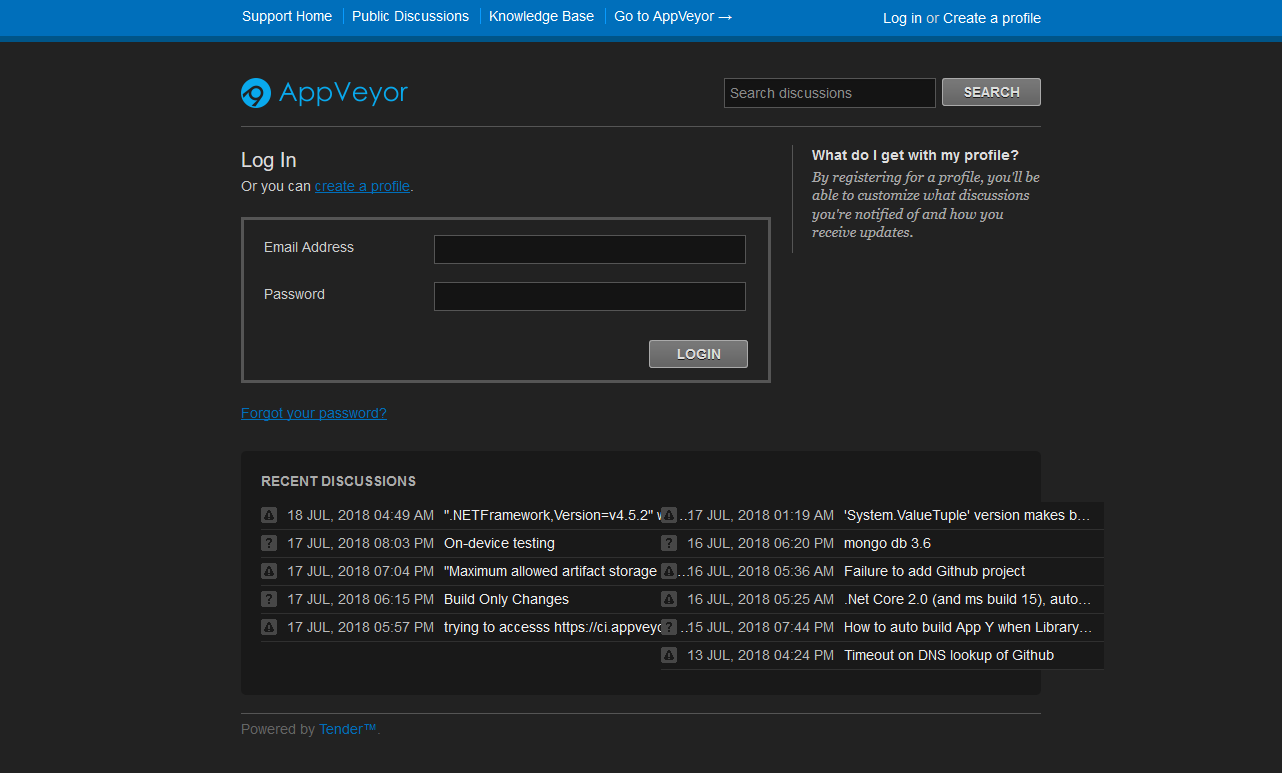 Support Home Public Discussions Knowledge Base Go to AppVeyor → Log in or Create a profile
AppVeyor
Search discussions SEARCH
Log In
Or you can create a profile.
Email Address
Password
LOGIN
Forgot your password?
What do I get with my profile?
By registering for a profile, you'll be
able to customize what discussions
you're notified of and how you
receive updates.
RECENT DISCUSSIONS
18 JUL, 2018 04:49 AM ".NETFramework,Version=v4.5.2" ...
17 JUL, 2018 08:03 PM On-device testing
17 JUL, 2018 07:04 PM "Maximum allowed artifact storage ...
17 JUL, 2018 06:15 PM Build Only Changes
17 JUL, 2018 05:57 PM trying to accesss https://ci.appveyo...
17 JUL, 2018 01:19 AM 'System.ValueTuple' version makes b...
16 JUL, 2018 06:20 PM mongo db 3.6
16 JUL, 2018 05:36 AM Failure to add Github project
16 JUL, 2018 05:25 AM .Net Core 2.0 (and ms build 15), auto...
15 JUL, 2018 07:44 PM How to auto build App Y when Library...
13 JUL, 2018 04:24 PM Timeout on DNS lookup of Github
Powered by Tender™.